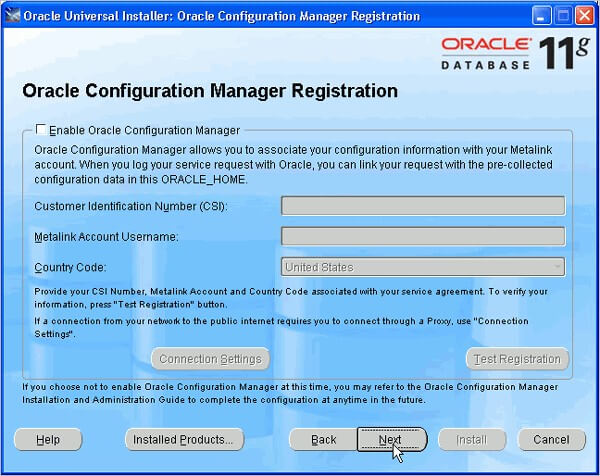 Oracle Universal Installer: Oracle Configuration Manager Registration
ORACLE
DATABASE 11g
Oracle Configuration Manager Registration
Enable Oracle Configuration Manager
Oracle Configuration Manager allows you to associate your configuration information with your Metalink
account. When you log your service request with Oracle, you can link your request with the pre-collected
configuration data in this ORACLE_HOME.
Customer Identification Number (CSI):
Metalink Account Username:
Country Code:
United States
Provide your CSI Number, Metalink Account and Country Code associated with your service agreement. To verify your
information, press "Test Registration" button.
If a connection from your network to the public internet requires you to connect through a Proxy, use "Connection
Settings".
Connection Settings
Test Registration
If you choose not to enable Oracle Configuration Manager at this time, you may refer to the Oracle Configuration Manager
Installation and Administration Guide to complete the configuration at anytime in the future.
Help
Installed Products...
Back
Next
Install
Cancel